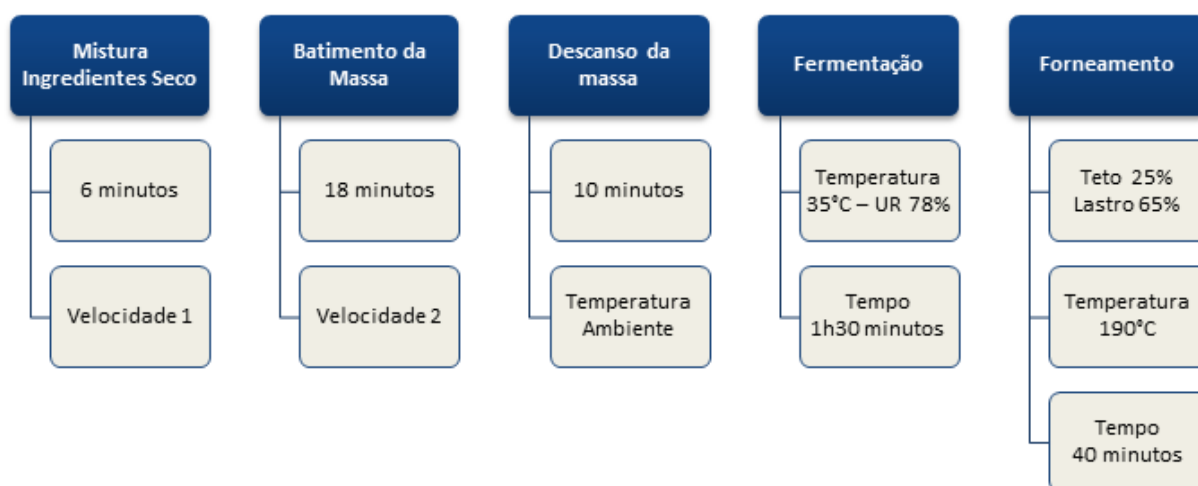 Mistura
Ingredientes Seco
6 minutos
Velocidade 1
Batimento da
Massa
18 minutos
Velocidade 2
Descanso da
massa
10 minutos
Temperatura
Ambiente
Fermentação
Temperatura
35°C – UR 78%
Tempo
1h30 minutos
Forneamento
Teto 25%
Lastro 65%
Temperatura
190°C
Tempo
40 minutos